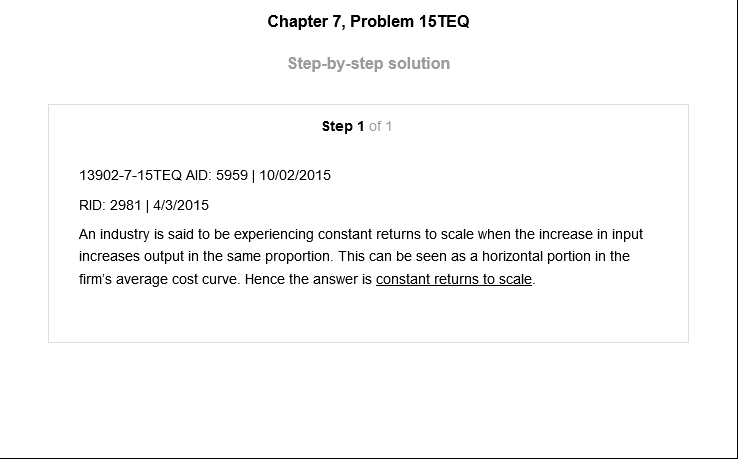 Chapter 7, Problem 15TEQ
Step-by-step solution
Step 1 of 1
13902-7-15TEQ AID: 5959 | 10/02/2015
RID: 2981 | 4/3/2015
An industry is said to be experiencing constant returns to scale when the increase in input
increases output in the same proportion. This can be seen as a horizontal portion in the
firm's average cost curve. Hence the answer is constant returns to scale.